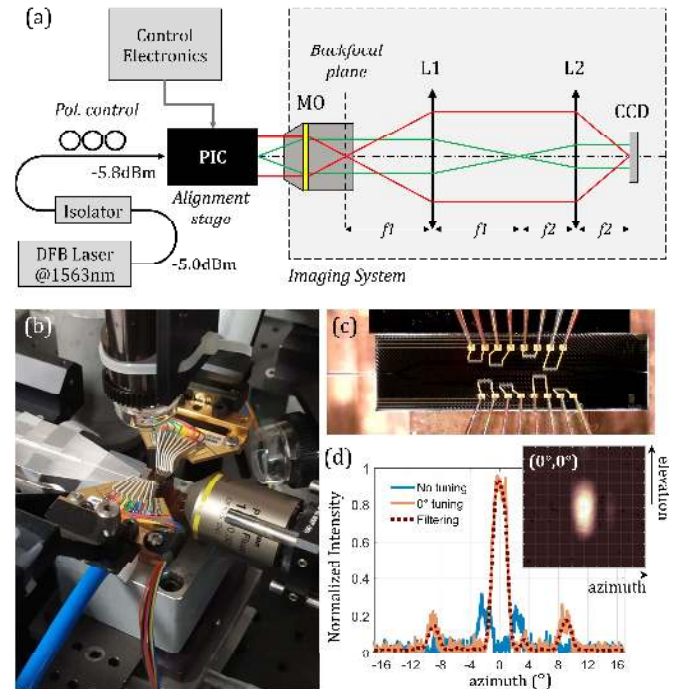 (a)
Control
Electronics
Pol. control
-5.8dBm
Isolator
DFB Laser
@1563nm
-5.0dBm
PIC
Alignment
stage
Backfocal
plane
MO
L1
L2
CCD
f1
f1
f2
f2
Imaging System
(b)
(c)
(d)
Normalized Intensity
1
0.8
0.6
0.4
0.2
0
No tuning
0° tuning
Filtering
(0°,0°)
elevation
azimuth
-16
-12
-8
-4
0
4
8
12
16
azimuth (°)